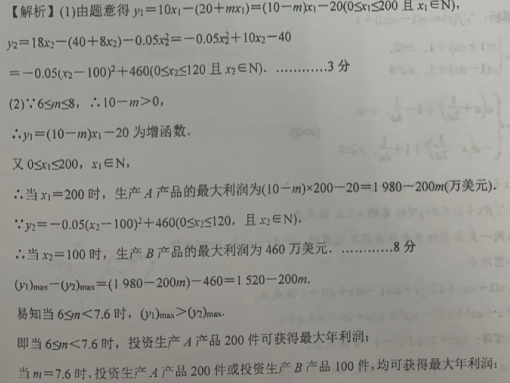 【解析】(1)由题意得 y₁=10x₁-(20+mx₁)=(10-m)x₁-20(0≤x₁≤200 且 x₁∈N),
y₂=18x₂-(40+8x₂)-0.05x₂²=-0.05x₂²+10x₂-40
=-0.05(x₂-100)²+460(0≤x₂≤120 且 x₂∈N). …………3 分
(2)∵6≤m≤8, ∴10-m>0,
∴y₁=(10-m)x₁-20 为增函数.
又 0≤x₁≤200, x₁∈N,
∴当 x₁=200 时, 生产 A 产品的最大利润为(10-m)×200-20=1 980-200m(万美元).
∵y₂=-0.05(x₂-100)²+460(0≤x₂≤120, 且 x₂∈N),
∴当 x₂=100 时, 生产 B 产品的最大利润为 460 万美元. …………8 分
(y₁)max-(y₂)max=(1 980-200m)-460=1 520-200m.
易知当 6≤m<7.6 时, (y₁)max>(y₂)max.
即当 6≤m<7.6 时, 投资生产 A 产品 200 件可获得最大年利润;
当 m=7.6 时, 投资生产 A 产品 200 件或投资生产 B 产品 100 件, 均可获得最大年利润;